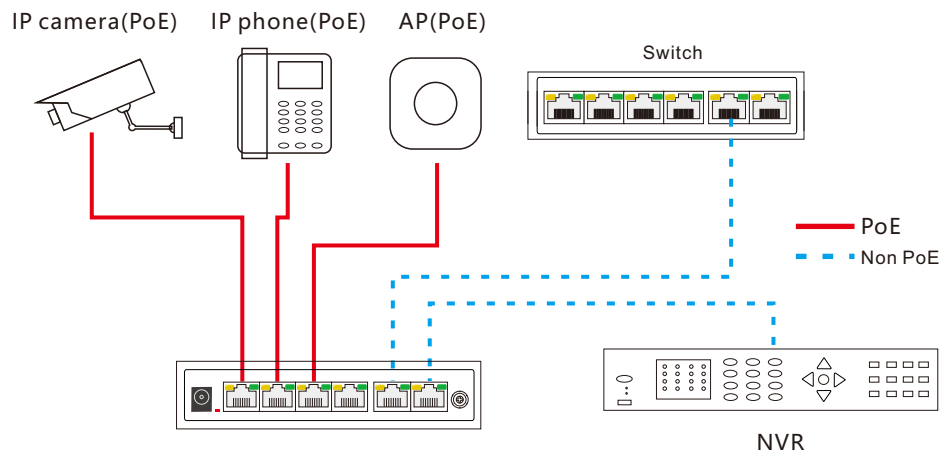 IP camera(PoE)
IP phone(PoE)
AP(PoE)
Switch
PoE
Non PoE
NVR